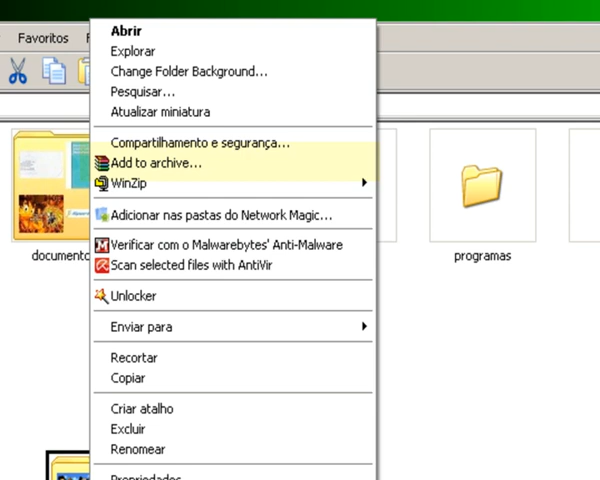 Favoritos
Abrir
Explorar
Change Folder Background...
Pesquisar...
Atualizar miniatura
Compartilhamento e segurança...
Add to archive...
WinZip
Adicionar nas pastas do Network Magic...
Verificar com o Malwarebytes' Anti-Malware
Scan selected files with AntiVir
Unlocker
Enviar para
Recortar
Copiar
Criar atalho
Excluir
Renomear
Propriedades
documento
programas